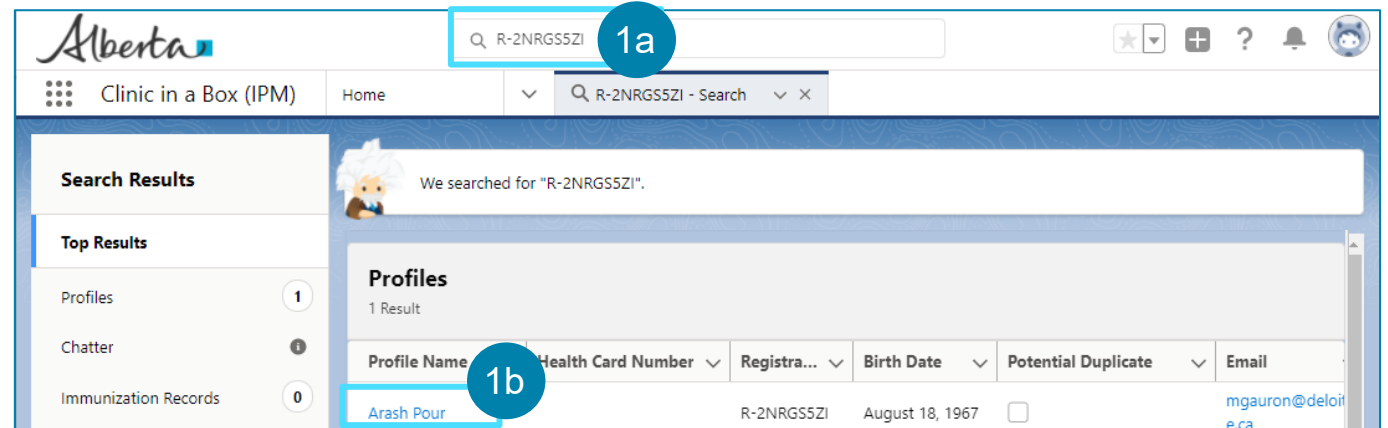 Alberta
R-2NRGS5ZI
1a
Clinic in a Box (IPM)
Home
R-2NRGS5ZI - Search
Search Results
We searched for "R-2NRGS5ZI".
Top Results
Profiles
1 Result
Profiles 1
Chatter
Profile Name Health Card Number Registra... Birth Date Potential Duplicate Email
1b
Immunization Records 0
Arash Pour R-2NRGS5ZI August 18, 1967 mgauron@deloit
e.ca